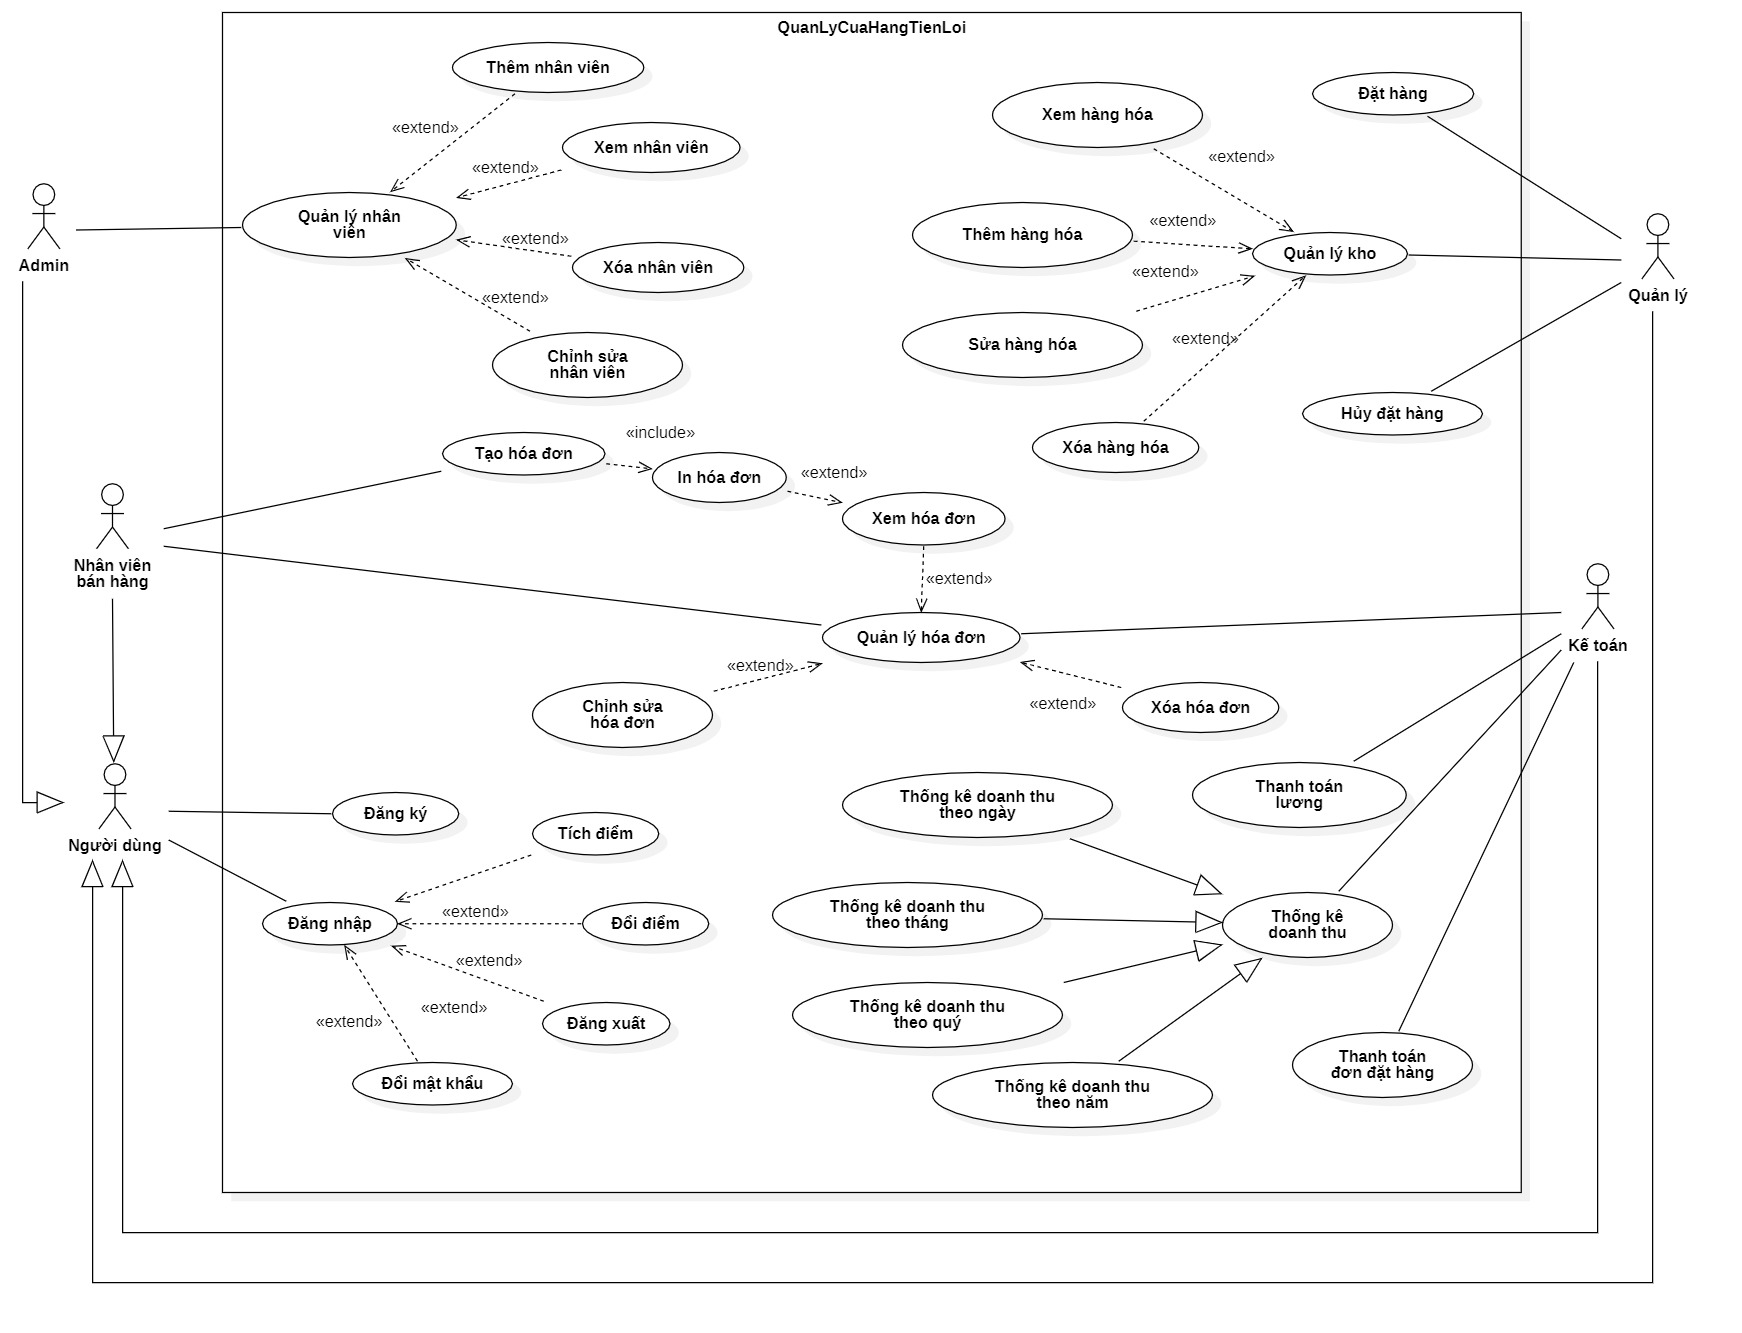 QuanLyCuaHangTienLoi
Thêm nhân viên
«extend»
Xem nhân viên
«extend»
Quản lý nhân
viên
«extend»
Xóa nhân viên
«extend»
Chỉnh sửa
nhân viên
Admin
Xem hàng hóa
«extend»
Đặt hàng
Thêm hàng hóa
«extend»
Quản lý kho
«extend»
Quản lý
Sửa hàng hóa
«extend»
Hủy đặt hàng
Xóa hàng hóa
Tạo hóa đơn
«include»
In hóa đơn
«extend»
Xem hóa đơn
«extend»
Nhân viên
bán hàng
Quản lý hóa đơn
Kế toán
«extend»
Chỉnh sửa
hóa đơn
«extend»
Xóa hóa đơn
Người dùng
Đăng ký
Tích điểm
Đăng nhập
«extend»
Đổi điểm
«extend»
«extend»
«extend»
Đăng xuất
Đổi mật khẩu
Thống kê doanh thu
theo ngày
Thanh toán
lương
Thống kê doanh thu
theo tháng
Thống kê
doanh thu
Thống kê doanh thu
theo quý
Thống kê doanh thu
theo năm
Thanh toán
đơn đặt hàng